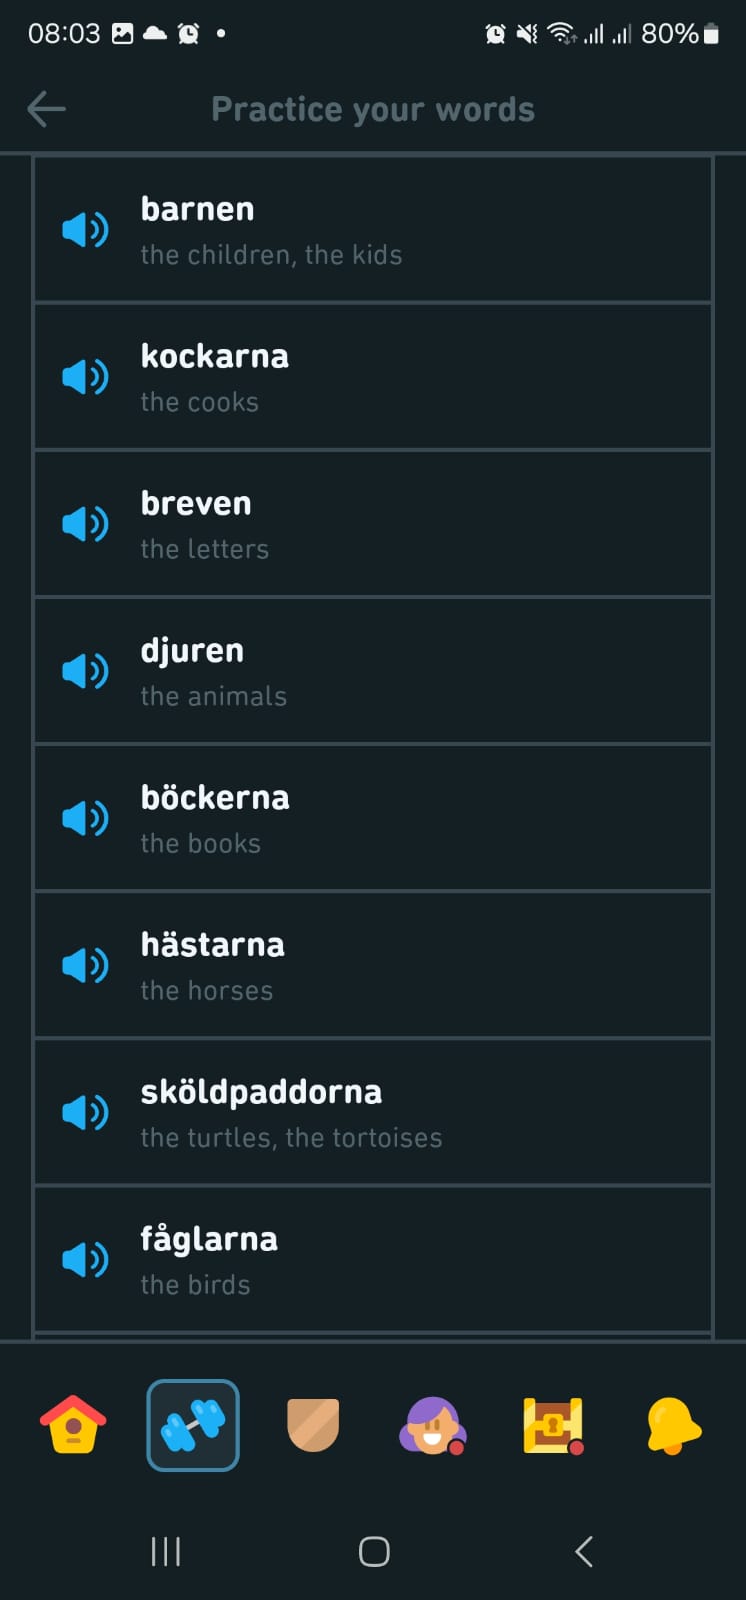 08:03
80%
Practice your words
barnen
the children, the kids
kockarna
the cooks
breven
the letters
djuren
the animals
böckerna
the books
hästarna
the horses
sköldpaddorna
the turtles, the tortoises
fåglarna
the birds